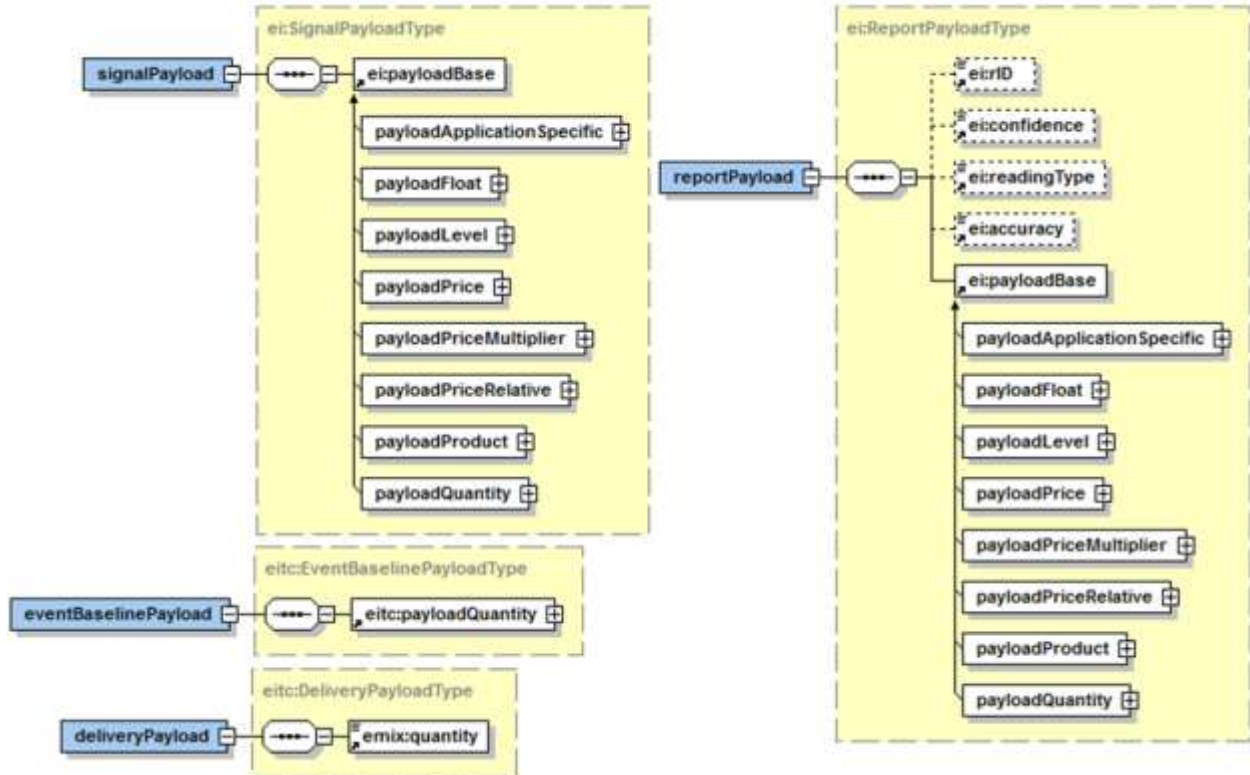 ei:SignalPayloadType
signalPayload
ei:payloadBase
payloadApplicationSpecific
payloadFloat
payloadLevel
payloadPrice
payloadPriceMultiplier
payloadPriceRelative
payloadProduct
payloadQuantity
eitc:EventBaselinePayloadType
eventBaselinePayload
eitc:payloadQuantity
eitc:DeliveryPayloadType
deliveryPayload
emix:quantity
ei:ReportPayloadType
reportPayload
ei:rID
ei:confidence
ei:readingType
ei:accuracy
ei:payloadBase
payloadApplicationSpecific
payloadFloat
payloadLevel
payloadPrice
payloadPriceMultiplier
payloadPriceRelative
payloadProduct
payloadQuantity